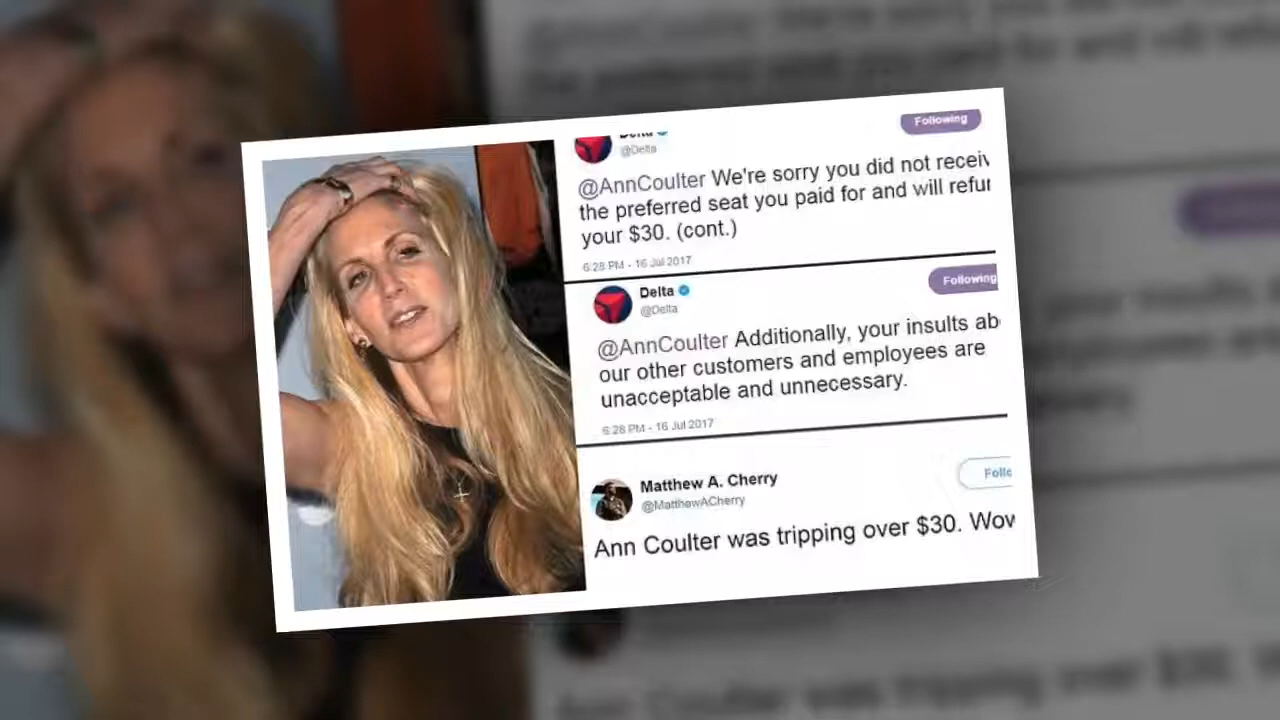 Following
Delta
@Delta
@AnnCoulter We're sorry you did not receiv
the preferred seat you paid for and will refur
your $30. (cont.)
6:28 PM - 16 Jul 2017
Following
Delta
@Delta
@AnnCoulter Additionally, your insults ab
our other customers and employees are
unacceptable and unnecessary.
6:28 PM - 16 Jul 2017
Matthew A. Cherry
@MatthewACherry
Follo
Ann Coulter was tripping over $30. Wow